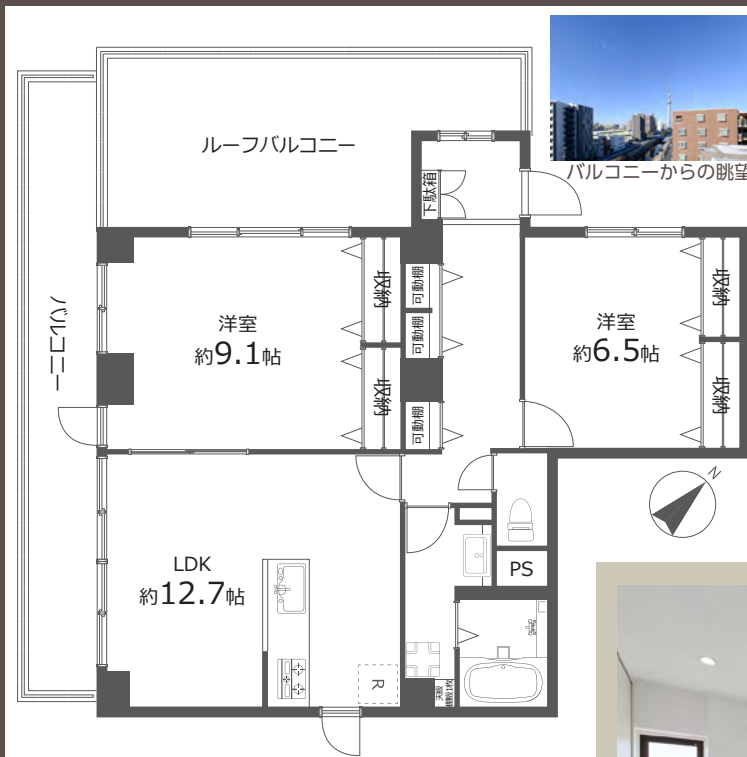 ルーフバルコニー
バルコニーからの眺望
下駄箱
バルコニー
洋室
約9.1帖
収納
収納
可動棚
可動棚
可動棚
洋室
約6.5帖
収納
収納
N
LDK
約12.7帖
PS
R